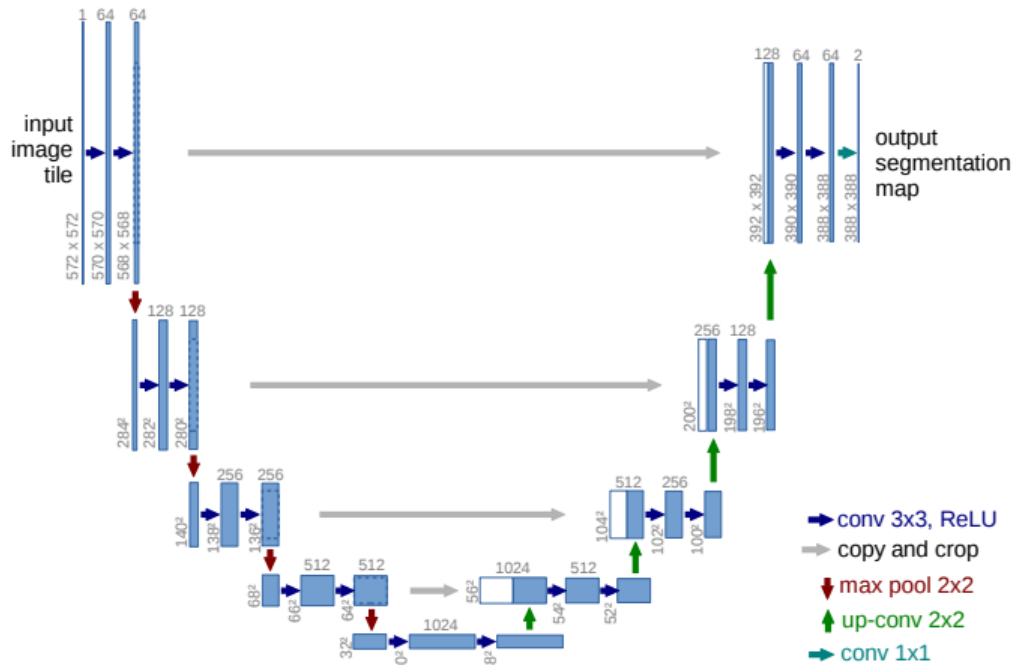 1 64 64
128 64 64 2
input
image
tile
output
segmentation
map
572 x 572
570 x 570
568 x 568
392 x 392
390 x 390
388 x 388
388 x 388
128 128
256 128
284²
282²
280²
200²
198²
196²
256 256
512 256
140²
138²
136²
104²
102²
100²
512 512
1024 512
68²
66²
64²
56²
54²
52²
1024
32²
0²
8²
conv 3x3, ReLU
copy and crop
max pool 2x2
up-conv 2x2
conv 1x1